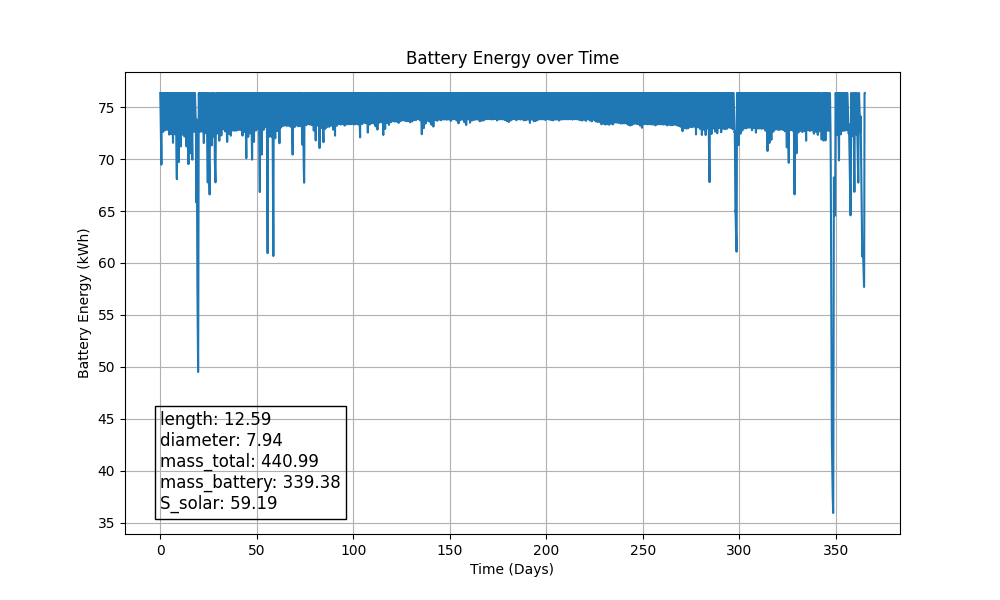 Battery Energy over Time
Battery Energy (kWh)
75
70
65
60
55
50
45
40
35
length: 12.59
diameter: 7.94
mass_total: 440.99
mass_battery: 339.38
S_solar: 59.19
0 50 100 150 200 250 300 350
Time (Days)